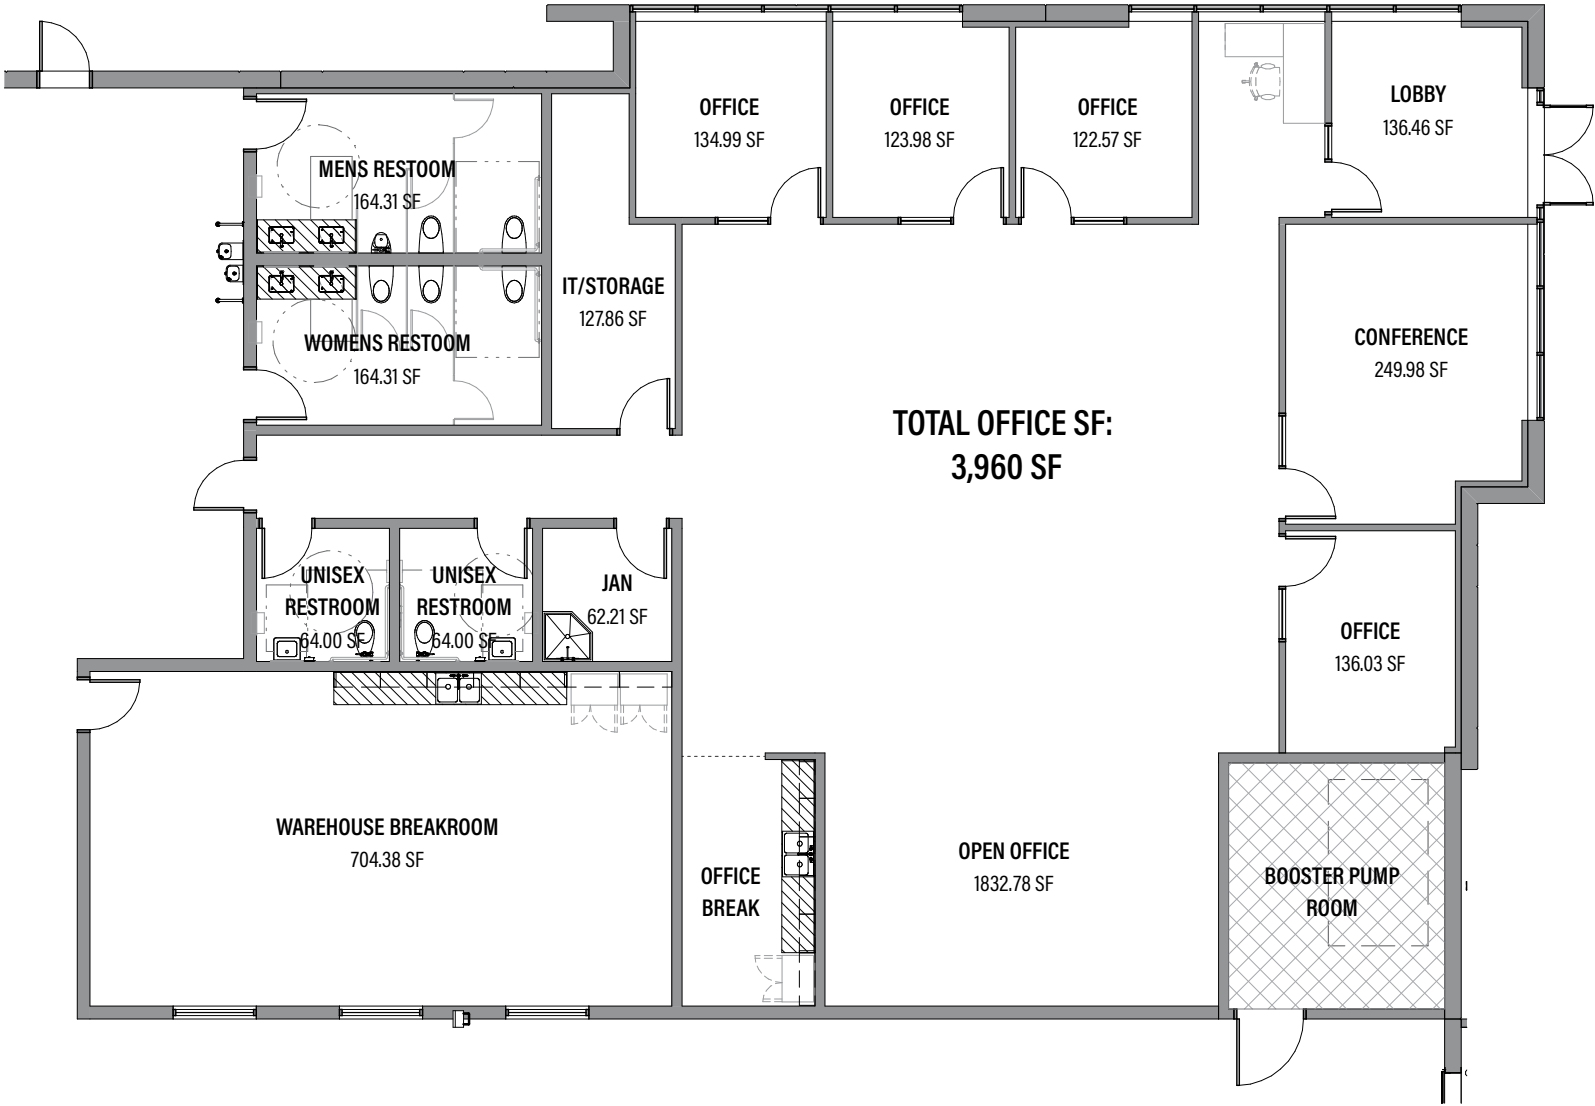 OFFICE
134.99 SF
OFFICE
123.98 SF
OFFICE
122.57 SF
LOBBY
136.46 SF
MENS RESTOOM
164.31 SF
IT/STORAGE
127.86 SF
WOMENS RESTOOM
164.31 SF
CONFERENCE
249.98 SF
TOTAL OFFICE SF:
3,960 SF
UNISEX
RESTROOM
64.00 SF
UNISEX
RESTROOM
64.00 SF
JAN
62.21 SF
OFFICE
136.03 SF
WAREHOUSE BREAKROOM
704.38 SF
OFFICE
BREAK
OPEN OFFICE
1832.78 SF
BOOSTER PUMP
ROOM